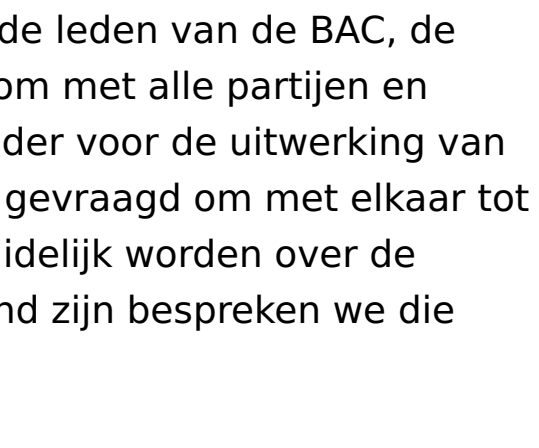 de leden van de BAC, de
om met alle partijen en
der voor de uitwerking van
gevraagd om met elkaar tot
idelijk worden over de
nd zijn bespreken we die